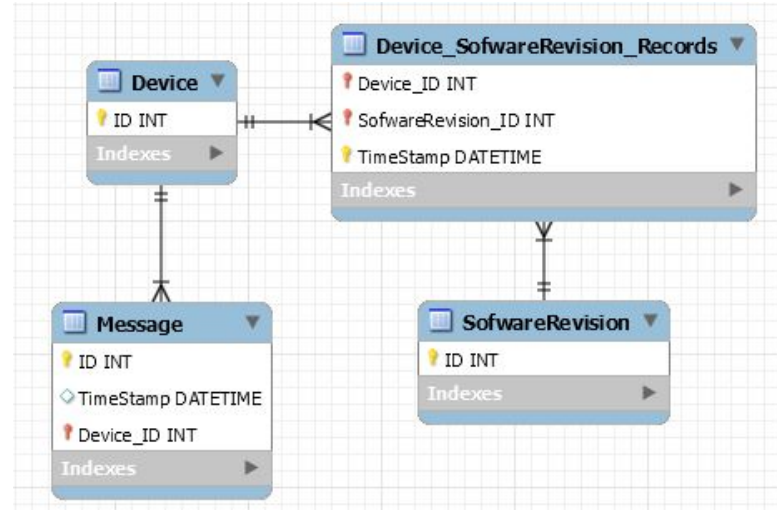 Device
ID INT
Indexes
Device_SofwareRevision_Records
Device_ID INT
SofwareRevision_ID INT
TimeStamp DATETIME
Indexes
Message
ID INT
TimeStamp DATETIME
Device_ID INT
Indexes
SofwareRevision
ID INT
Indexes